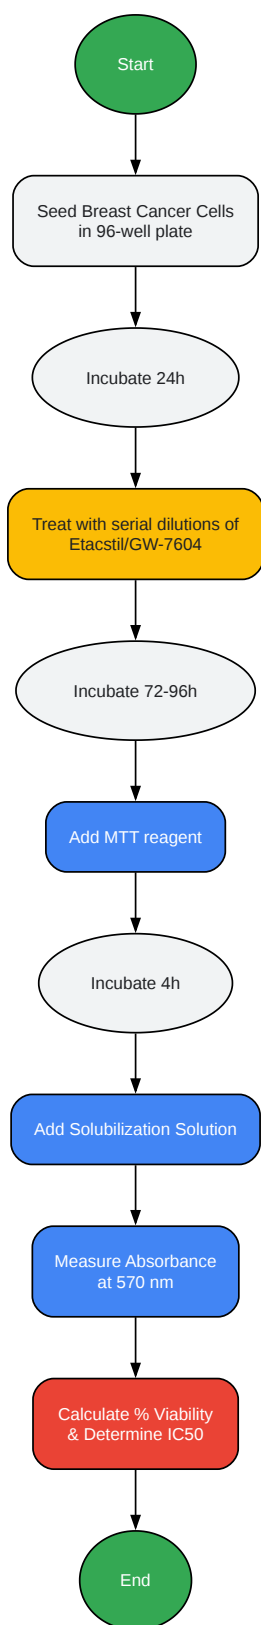 Start
Seed Breast Cancer Cells
in 96-well plate
Incubate 24h
Treat with serial dilutions of
Etacstil/GW-7604
Incubate 72-96h
Add MTT reagent
Incubate 4h
Add Solubilization Solution
Measure Absorbance
at 570 nm
Calculate % Viability
& Determine IC50
End